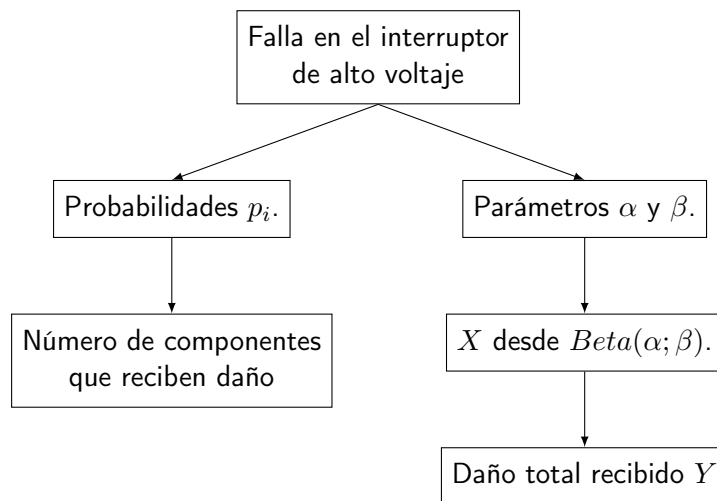 Falla en el interruptor
de alto voltaje
Probabilidades p_i.
Parámetros α y β.
Número de componentes
que reciben daño
X desde Beta(α; β).
Daño total recibido Y